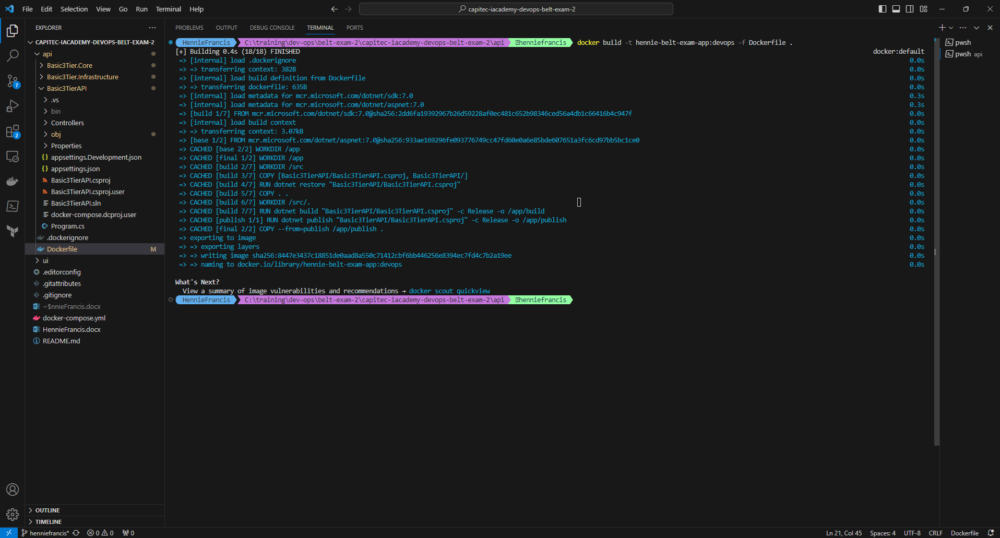 File Edit Selection View Go Run Terminal Help
capitec-iacademy-devops-belt-exam-2
EXPLORER
CAPITEC-IACADEMY-DEVOPS-BELT-EXAM-2
api
Basic3Tier.Core
Basic3Tier.Infrastructure
Basic3TierAPI
.vs
bin
Controllers
obj
Properties
appsettings.Development.json
appsettings.json
Basic3TierAPI.csproj
Basic3TierAPI.csproj.user
Basic3TierAPI.sln
docker-compose.dcproj.user
Program.cs
.dockerignore
Dockerfile M
ui
.editorconfig
.gitattributes
.gitignore
~$nnieFrancis.docx
docker-compose.yml
HennieFrancis.docx
README.md
OUTLINE
TIMELINE
7
2
PROBLEMS OUTPUT DEBUG CONSOLE TERMINAL PORTS
HennieFrancis C:\training\dev-ops\belt-exam-2\capitec-iacademy-devops-belt-exam-2\api henniefrancis docker build -t hennie-belt-exam-app:devops -f Dockerfile .
[+] Building 0.4s (18/18) FINISHED docker:default
=> [internal] load .dockerignore 0.0s
=> => transferring context: 382B 0.0s
=> [internal] load build definition from Dockerfile 0.0s
=> => transferring dockerfile: 635B 0.0s
=> [internal] load metadata for mcr.microsoft.com/dotnet/sdk:7.0 0.3s
=> [internal] load metadata for mcr.microsoft.com/dotnet/aspnet:7.0 0.3s
=> [build 1/7] FROM mcr.microsoft.com/dotnet/sdk:7.0@sha256:2dd6fa19392967b26d59228af0ec481c652b98346ced56a4db1c66416b4c947f 0.0s
=> [internal] load build context 0.0s
=> => transferring context: 3.07kB 0.0s
=> [base 1/2] FROM mcr.microsoft.com/dotnet/aspnet:7.0@sha256:933ae169296fe093776749cc47fd60e0a6e85bde607651a3fc6cd97bb5bc1ce0 0.0s
=> CACHED [base 2/2] WORKDIR /app 0.0s
=> CACHED [final 1/2] WORKDIR /app 0.0s
=> CACHED [build 2/7] WORKDIR /src 0.0s
=> CACHED [build 3/7] COPY [Basic3TierAPI/Basic3TierAPI.csproj, Basic3TierAPI/] 0.0s
=> CACHED [build 4/7] RUN dotnet restore "Basic3TierAPI/Basic3TierAPI.csproj" 0.0s
=> CACHED [build 5/7] COPY . . 0.0s
=> CACHED [build 6/7] WORKDIR /src/. 0.0s
=> CACHED [build 7/7] RUN dotnet build "Basic3TierAPI/Basic3TierAPI.csproj" -c Release -o /app/build 0.0s
=> CACHED [publish 1/1] RUN dotnet publish "Basic3TierAPI/Basic3TierAPI.csproj" -c Release -o /app/publish 0.0s
=> CACHED [final 2/2] COPY --from=publish /app/publish . 0.0s
=> exporting to image 0.0s
=> => exporting layers 0.0s
=> => writing image sha256:8447e3437c18851de0aad8a550c71412cbf6bb446256e8394ec7fd4c7b2a19ee 0.0s
=> => naming to docker.io/library/hennie-belt-exam-app:devops 0.0s
What's Next?
View a summary of image vulnerabilities and recommendations → docker scout quickview
HennieFrancis C:\training\dev-ops\belt-exam-2\capitec-iacademy-devops-belt-exam-2\api henniefrancis
pwsh
pwsh api
henniefrancis* 0 0 0
Ln 21, Col 45 Spaces: 4 UTF-8 CRLF Dockerfile